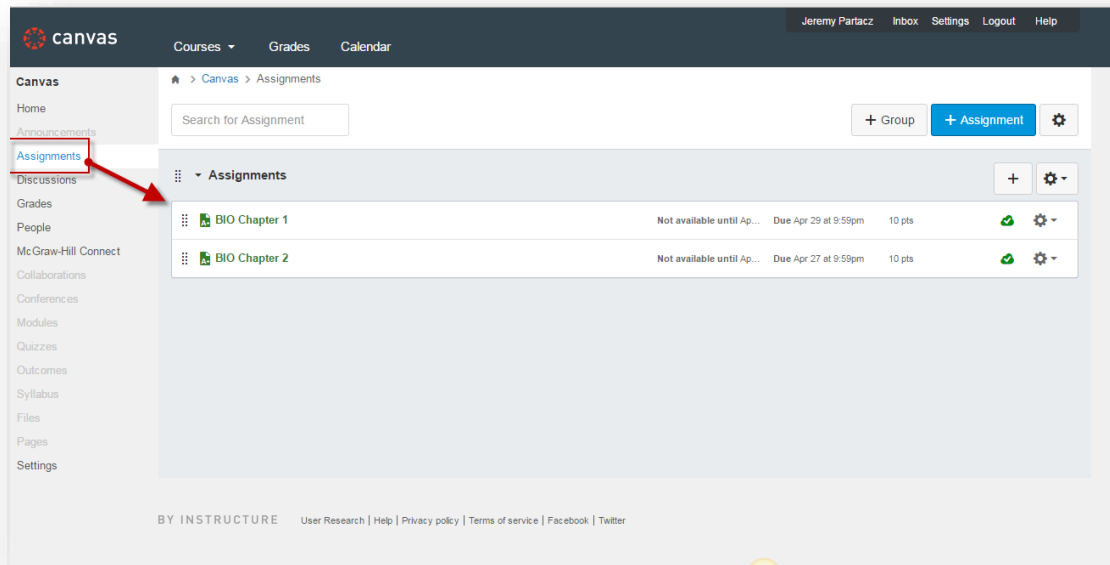 Jeremy Partacz Inbox Settings Logout Help
canvas
Courses Grades Calendar
Canvas
> Canvas > Assignments
Home
Announcements
Assignments
Discussions
Grades
People
McGraw-Hill Connect
Collaborations
Conferences
Modules
Quizzes
Outcomes
Syllabus
Files
Pages
Settings
Search for Assignment
+ Group + Assignment
Assignments +
A+ BIO Chapter 1 Not available until Ap... Due Apr 29 at 9:59pm 10 pts
A+ BIO Chapter 2 Not available until Ap... Due Apr 27 at 9:59pm 10 pts
BY INSTRUCTURE User Research | Help | Privacy policy | Terms of service | Facebook | Twitter